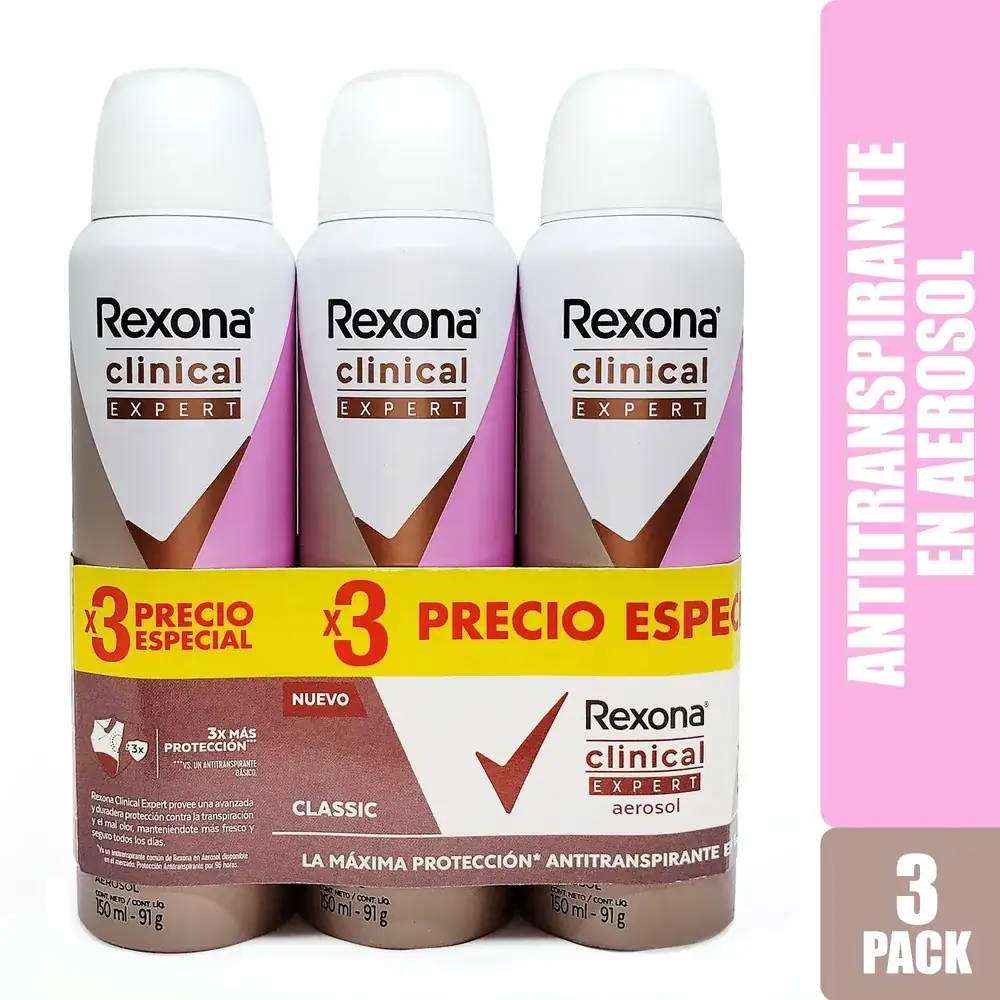 Rexona
clinical
EXPERT
Rexona
clinical
EXPERT
Rexona
clinical
EXPERT
x3 PRECIO
ESPECIAL
x3 PRECIO ESPEC
NUEVO
3x
3X MÁS
PROTECCIÓN***
***VS. UN ANTITRANSPIRANTE
BÁSICO.
Rexona Clinical Expert provee una avanzada
y duradera protección contra la transpiración
y el mal olor, manteniéndote más fresco y
seguro todos los días.
*Vs un antitranspirante común de Rexona en Aerosol disponible
en el mercado. Protección Antitranspirante por 96 horas.
CLASSIC
Rexona
clinical
EXPERT
aerosol
LA MÁXIMA PROTECCIÓN* ANTITRANSPIRANTE E
AEROSOL
CONT. NETO / CONT. LÍQ.
150 ml - 91 g
CONT. NETO / CONT. LÍQ.
150 ml - 91 g
AEROSOL
CONT. NETO / CONT. LÍQ.
150 ml - 91 g
ANTITRANSPIRANTE
EN AEROSOL
3
PACK